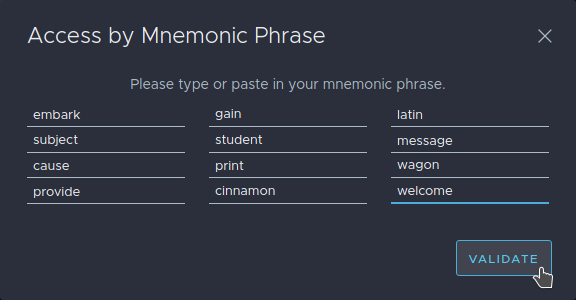 Access by Mnemonic Phrase
Please type or paste in your mnemonic phrase.
embark gain latin
subject student message
cause print wagon
provide cinnamon welcome
VALIDATE